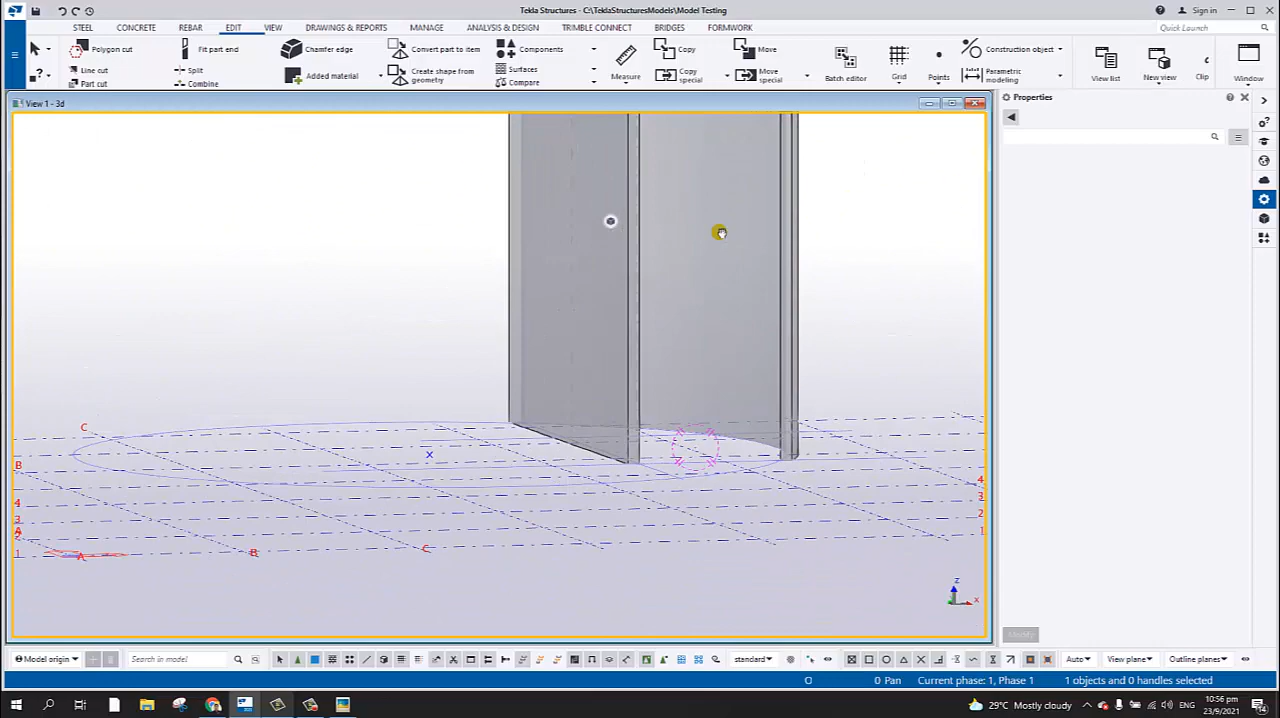 Tekla Structures - C:\TeklaStructuresModels\Model Testing
Sign in
STEEL CONCRETE REBAR EDIT VIEW DRAWINGS & REPORTS MANAGE ANALYSIS & DESIGN TRIMBLE CONNECT BRIDGES FORMWORK
Quick Launch
Polygon cut
Line cut
Part cut
Fit part end
Split
Combine
Chamfer edge
Added material
Convert part to item
Create shape from geometry
Components
Surfaces
Compare
Measure
Copy
Copy special
Move
Move special
Batch editor
Grid
Points
Construction object
Parametric modeling
View list
New view
Clip
Window
View 1 - 3d
Properties
C
B
4
3
A
1
A
B
C
4
3
2
1
z
x
Modify
Model origin
Search in model
standard
Auto
View plane
Outline planes
O
0 Pan
Current phase: 1, Phase 1
1 objects and 0 handles selected
29°C Mostly cloudy
10:56 pm
23/9/2021